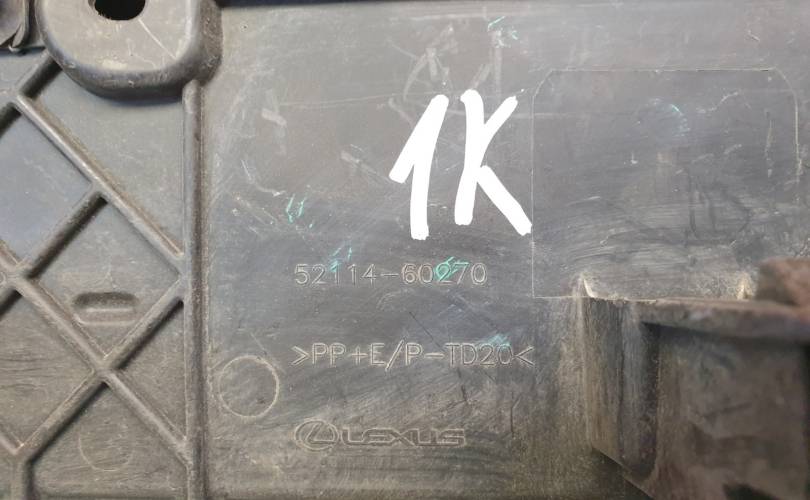 1K
52114-60270
>PP+E/P-TD20<
LEXUS